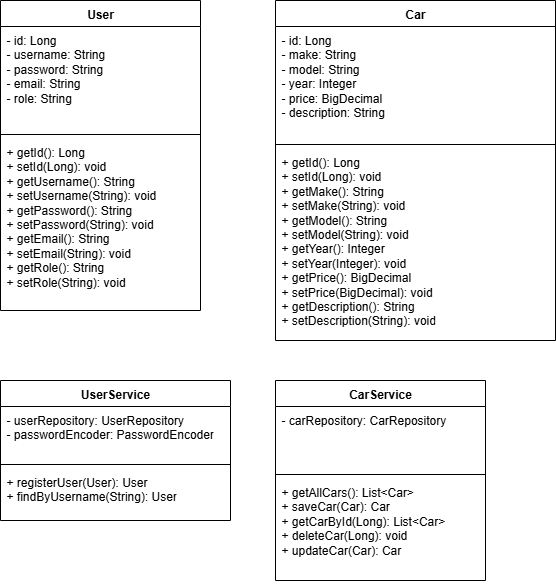 User
- id: Long
- username: String
- password: String
- email: String
- role: String
+ getId(): Long
+ setId(Long): void
+ getUsername(): String
+ setUsername(String): void
+ getPassword(): String
+ setPassword(String): void
+ getEmail(): String
+ setEmail(String): void
+ getRole(): String
+ setRole(String): void
Car
- id: Long
- make: String
- model: String
- year: Integer
- price: BigDecimal
- description: String
+ getId(): Long
+ setId(Long): void
+ getMake(): String
+ setMake(String): void
+ getModel(): String
+ setModel(String): void
+ getYear(): Integer
+ setYear(Integer): void
+ getPrice(): BigDecimal
+ setPrice(BigDecimal): void
+ getDescription(): String
+ setDescription(String): void
UserService
- userRepository: UserRepository
- passwordEncoder: PasswordEncoder
+ registerUser(User): User
+ findByUsername(String): User
CarService
- carRepository: CarRepository
+ getAllCars(): List<Car>
+ saveCar(Car): Car
+ getCarById(Long): List<Car>
+ deleteCar(Long): void
+ updateCar(Car): Car